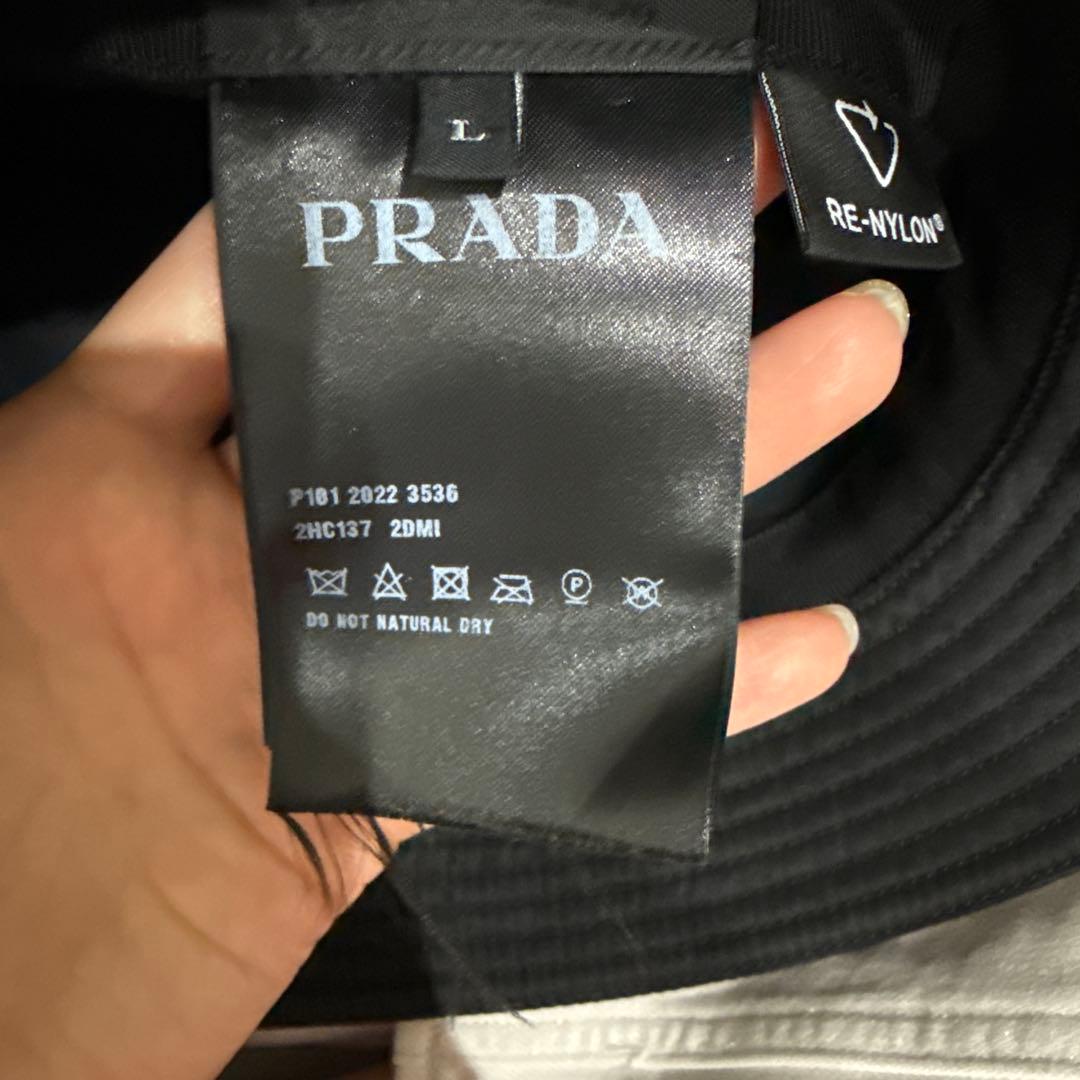 L
PRADA
RE-NYLON®
P101 2022 3536
2HC137 2DMI
P
W
DO NOT NATURAL DRY